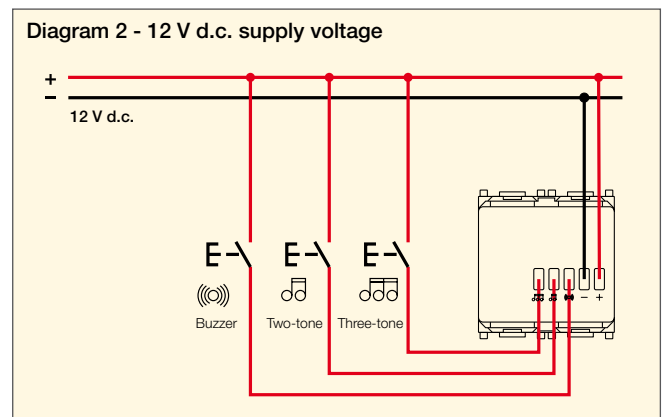 Diagram 2 - 12 V d.c. supply voltage
+
−
12 V d.c.
Buzzer Two-tone Three-tone
− +